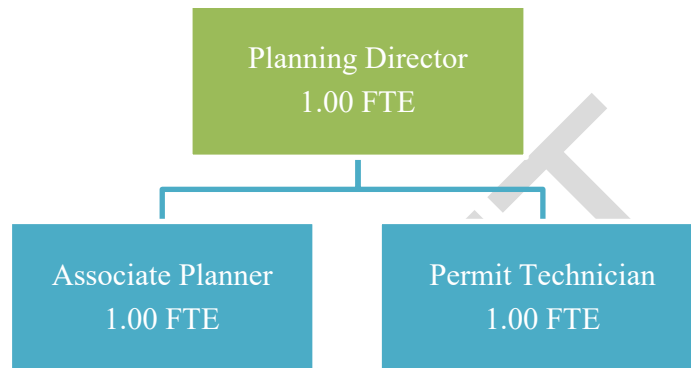 Planning Director
1.00 FTE
Associate Planner
1.00 FTE
Permit Technician
1.00 FTE